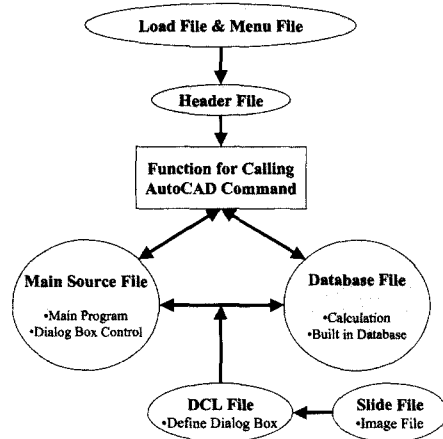 Load File & Menu File
Header File
Function for Calling
AutoCAD Command
Main Source File
•Main Program
•Dialog Box Control
Database File
•Calculation
•Built in Database
DCL File
•Define Dialog Box
Slide File
•Image File